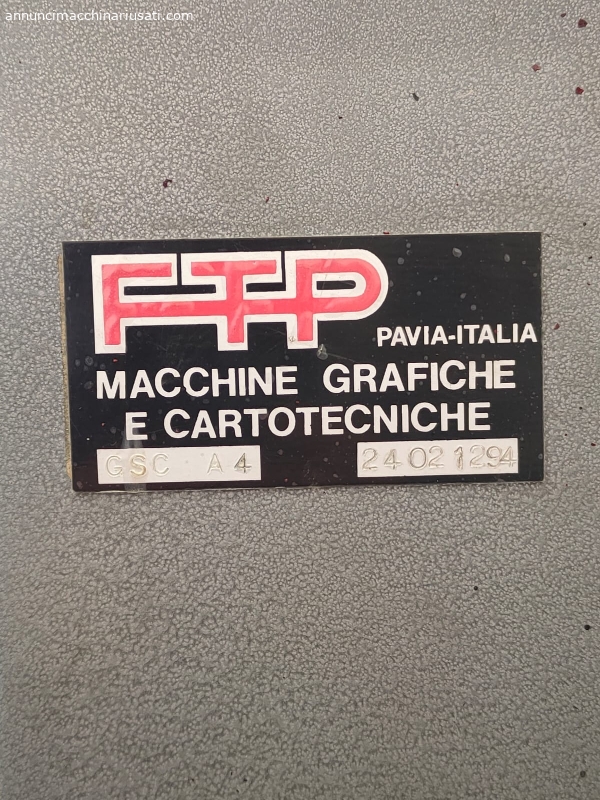 annuncimacchinariusati.com
FTP
PAVIA-ITALIA
MACCHINE GRAFICHE
E CARTOTECNICHE
GSC A4 24021294